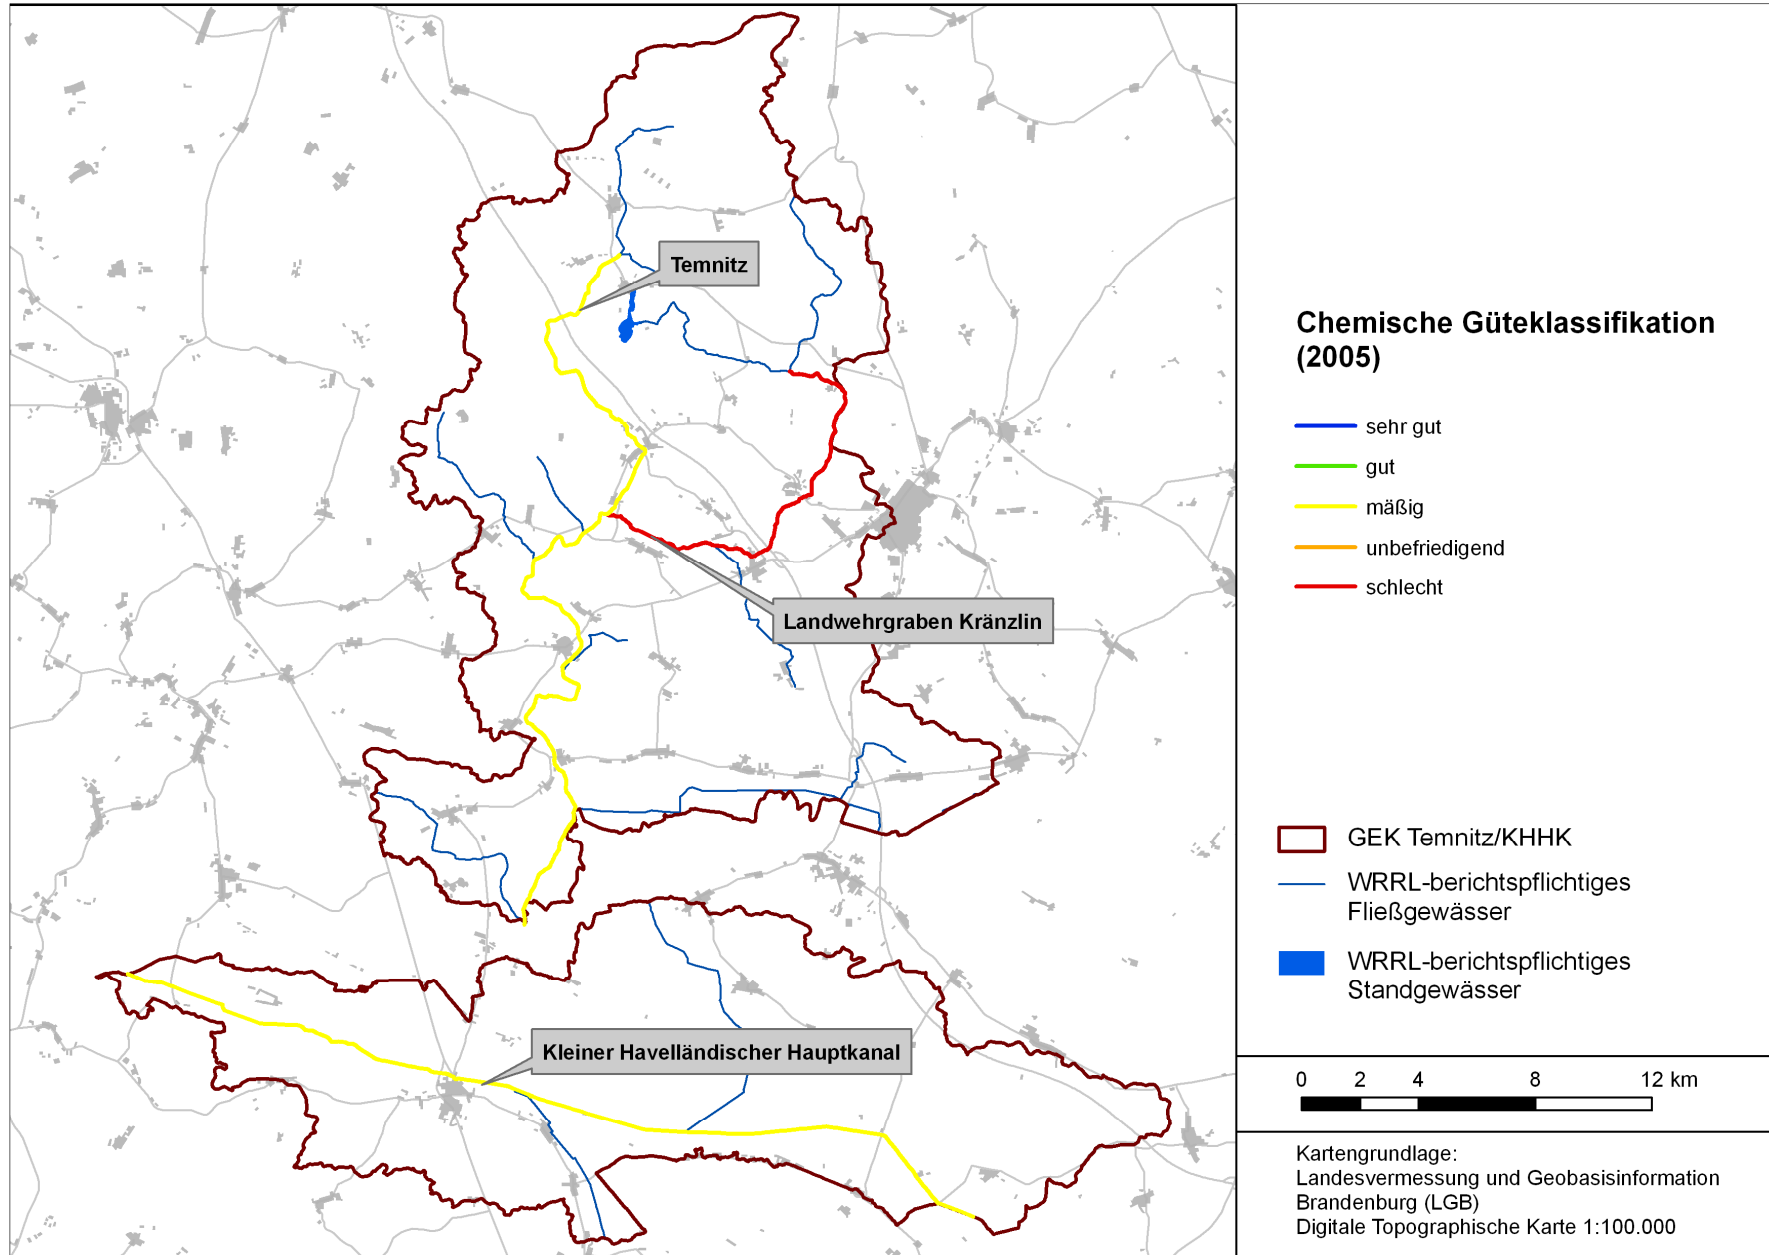 Temnitz
Landwehrgraben Kränzlin
Kleiner Havelländischer Hauptkanal
Chemische Güteklassifikation
(2005)
sehr gut
gut
mäßig
unbefriedigend
schlecht
GEK Temnitz/KHHK
WRRL-berichtspflichtiges
Fließgewässer
WRRL-berichtspflichtiges
Standgewässer
0 2 4 8 12 km
Kartengrundlage:
Landesvermessung und Geobasisinformation
Brandenburg (LGB)
Digitale Topographische Karte 1:100.000